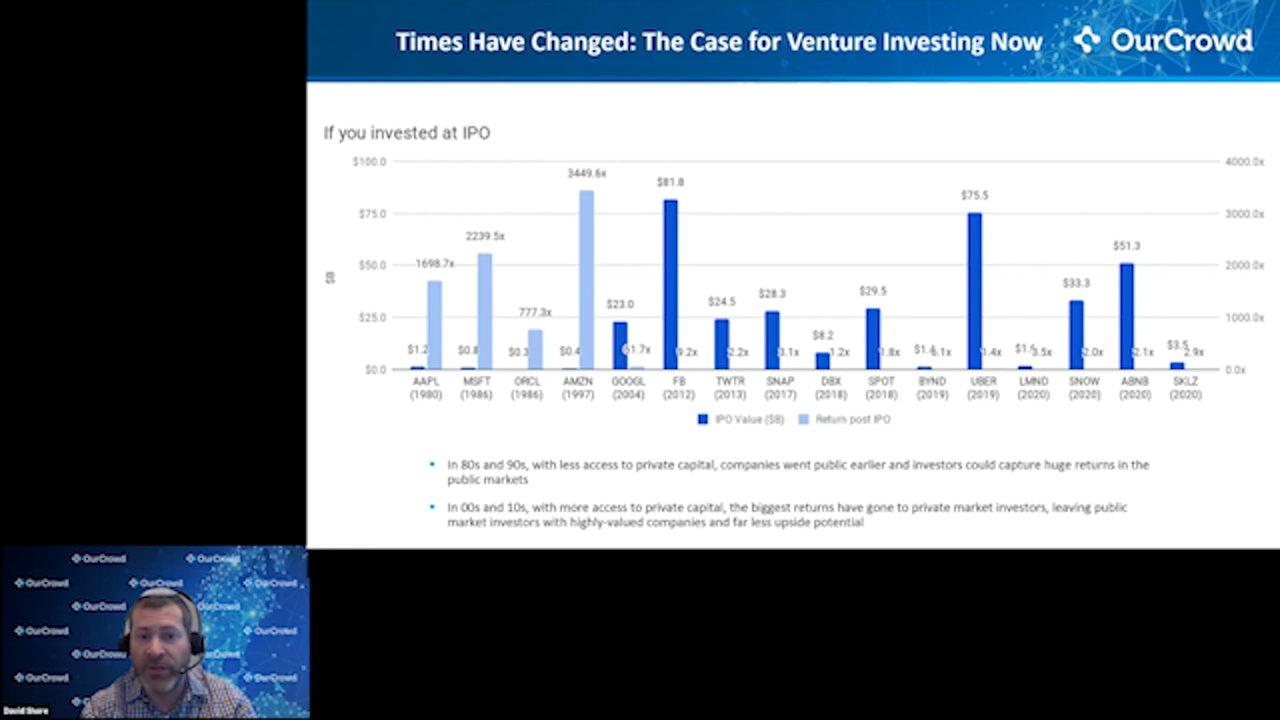 Times Have Changed: The Case for Venture Investing Now
OurCrowd
If you invested at IPO
$B
$100.0
$75.0
$50.0
$25.0
$0.0
4000.0x
3000.0x
2000.0x
1000.0x
0.0x
$1.2 1698.7x
$0.8 2239.5x
$0.3 777.3x
$0.4 3449.6x
$23.0 61.7x
$81.8 9.2x
$24.5 2.2x
$28.3 3.1x
$8.2 1.2x
$29.5 1.8x
5.1x
$75.5 1.4x
3.5x
$33.3 2.0x
$51.3 2.1x
$3.5 2.9x
AAPL MSFT ORCL AMZN GOOGL FB TWTR SNAP DBX SPOT BYND UBER LMND SNOW ABNB SKLZ
(1980) (1986) (1986) (1997) (2004) (2012) (2013) (2017) (2018) (2018) (2019) (2019) (2020) (2020) (2020) (2020)
IPO Value ($B) Return post IPO
In 80s and 90s, with less access to private capital, companies went public earlier and investors could capture huge returns in the
public markets
In 00s and 10s, with more access to private capital, the biggest returns have gone to private market investors, leaving public
market investors with highly-valued companies and far less upside potential
OurCrowd OurCrowd
OurCrowd OurCrowd OurCrowd
OurCrowd OurCrowd
OurCrowd OurCrowd
OurCrowd
OurCrowd OurCrowd
David Shore